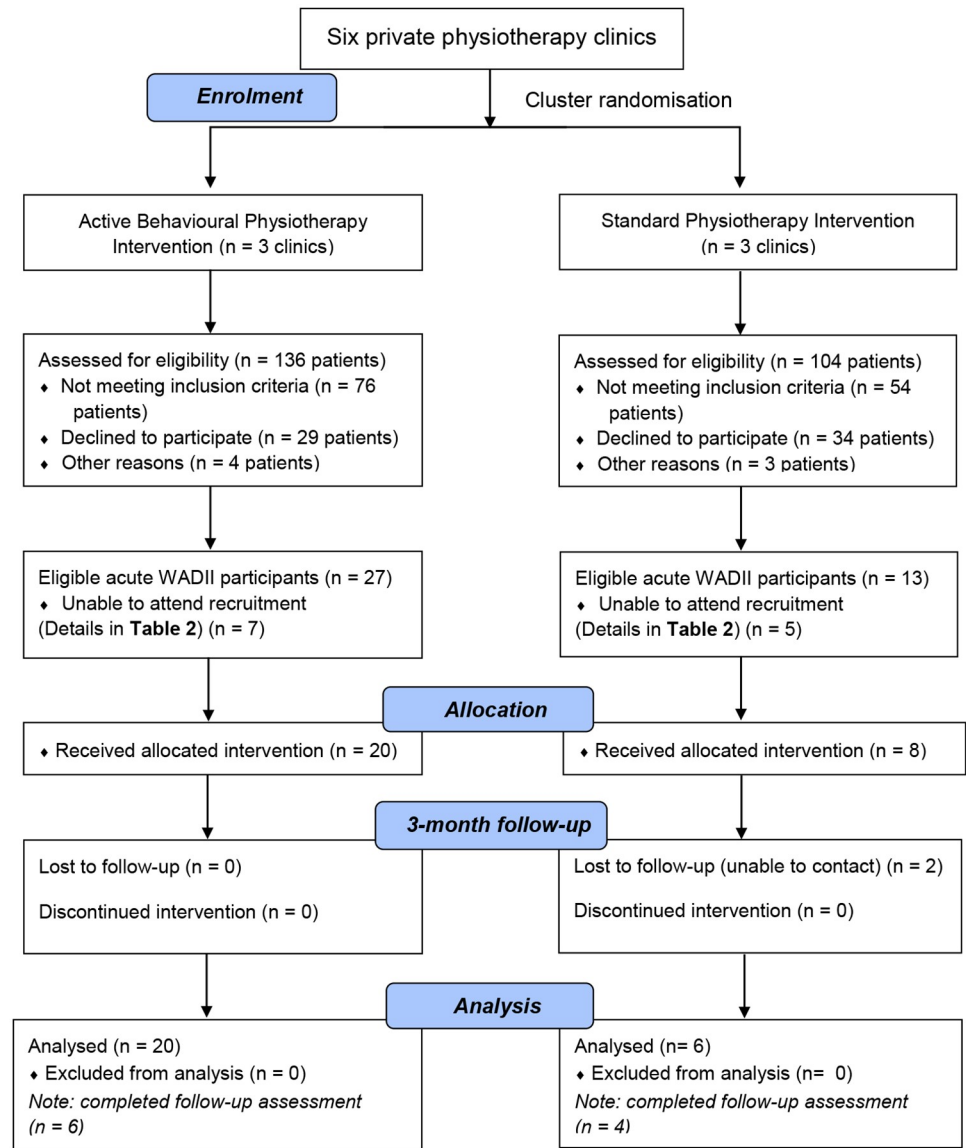 Six private physiotherapy clinics
Enrolment
Cluster randomisation
Active Behavioural Physiotherapy
Intervention (n = 3 clinics)
Standard Physiotherapy Intervention
(n = 3 clinics)
Assessed for eligibility (n = 136 patients)
♦ Not meeting inclusion criteria (n = 76
patients)
♦ Declined to participate (n = 29 patients)
♦ Other reasons (n = 4 patients)
Assessed for eligibility (n = 104 patients)
♦ Not meeting inclusion criteria (n = 54
patients)
♦ Declined to participate (n = 34 patients)
♦ Other reasons (n = 3 patients)
Eligible acute WADII participants (n = 27)
♦ Unable to attend recruitment
(Details in Table 2) (n = 7)
Eligible acute WADII participants (n = 13)
♦ Unable to attend recruitment
(Details in Table 2) (n = 5)
Allocation
♦ Received allocated intervention (n = 20)
♦ Received allocated intervention (n = 8)
3-month follow-up
Lost to follow-up (n = 0)
Discontinued intervention (n = 0)
Lost to follow-up (unable to contact) (n = 2)
Discontinued intervention (n = 0)
Analysis
Analysed (n = 20)
♦ Excluded from analysis (n = 0)
Note: completed follow-up assessment
(n = 6)
Analysed (n= 6)
♦ Excluded from analysis (n= 0)
Note: completed follow-up assessment
(n = 4)